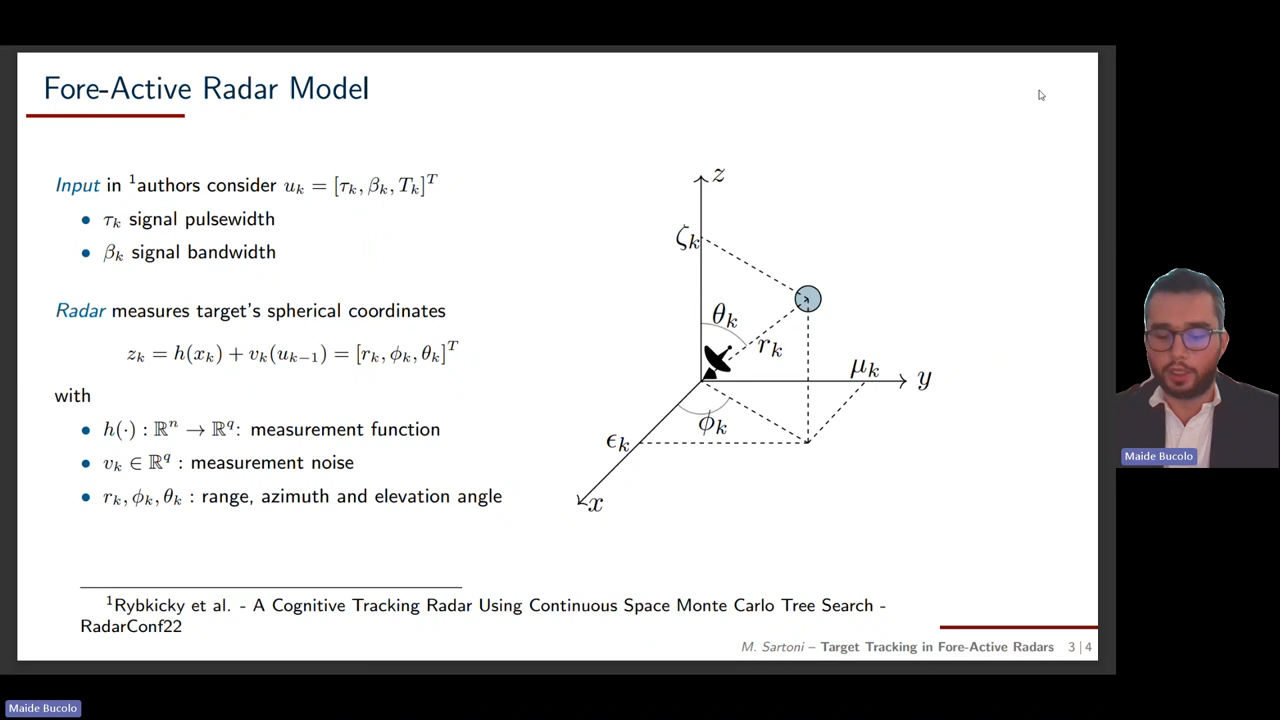 Fore-Active Radar Model
Input in ¹authors consider uₖ = [τₖ, βₖ, Tₖ]ᵀ
• τₖ signal pulsewidth
• βₖ signal bandwidth
Radar measures target's spherical coordinates
zₖ = h(xₖ) + vₖ(uₖ₋₁) = [rₖ, ϕₖ, θₖ]ᵀ
with
• h(·) : ℝⁿ → ℝ^q: measurement function
• vₖ ∈ ℝ^q : measurement noise
• rₖ, ϕₖ, θₖ : range, azimuth and elevation angle
z
ζₖ
θₖ
rₖ
μₖ
y
ϕₖ
ϵₖ
x
¹Rybkicky et al. - A Cognitive Tracking Radar Using Continuous Space Monte Carlo Tree Search -
RadarConf22
M. Sartoni – Target Tracking in Fore-Active Radars 3 | 4
Maide Bucolo
Maide Bucolo